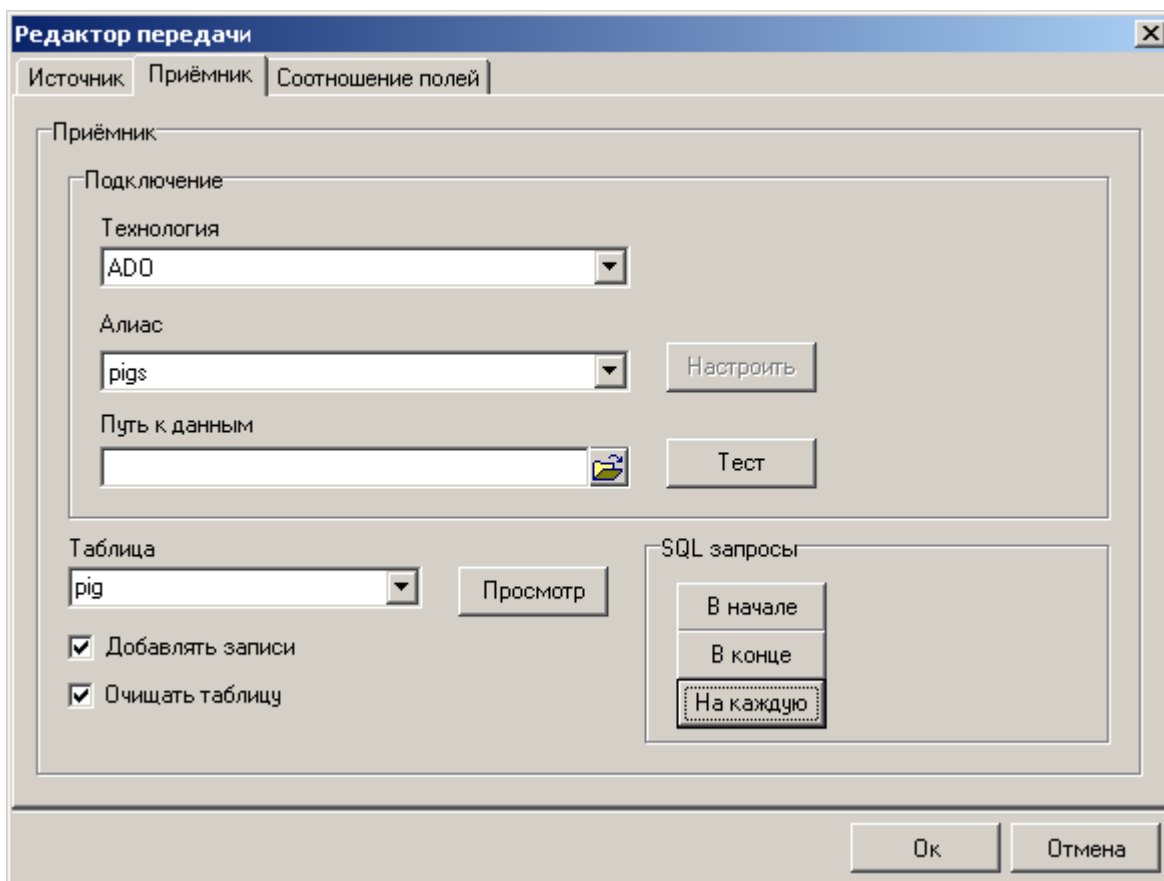 Редактор передачи
Источник Приёмник Соотношение полей
Приёмник
Подключение
Технология
ADO
Алиас
pigs
Настроить
Путь к данным
Тест
Таблица
pig
Просмотр
Добавлять записи
Очищать таблицу
SQL запросы
В начале
В конце
На каждую
Ок
Отмена